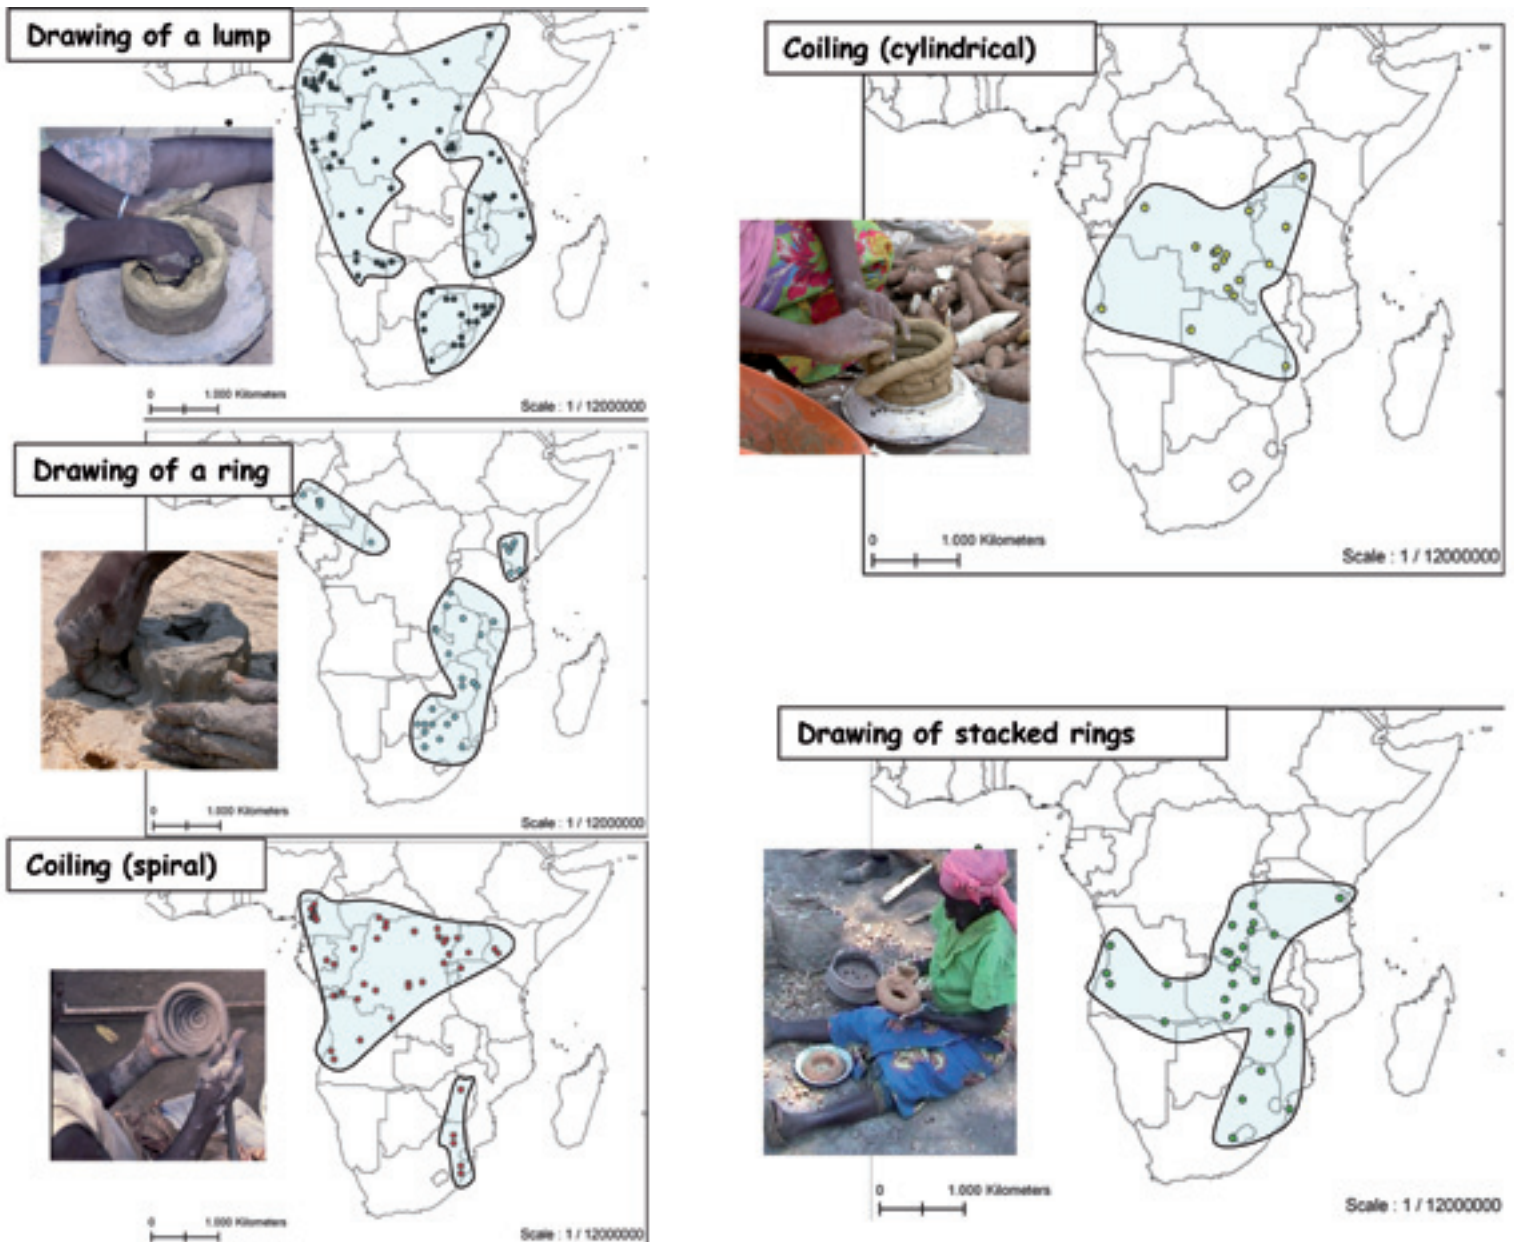 Drawing of a lump
0 1.000 Kilometers
Scale : 1 / 12000000
Drawing of a ring
0 1.000 Kilometers
Scale : 1 / 12000000
Coiling (spiral)
0 1.000 Kilometers
Scale : 1 / 12000000
Coiling (cylindrical)
0 1.000 Kilometers
Scale : 1 / 12000000
Drawing of stacked rings
0 1.000 Kilometers
Scale : 1 / 12000000